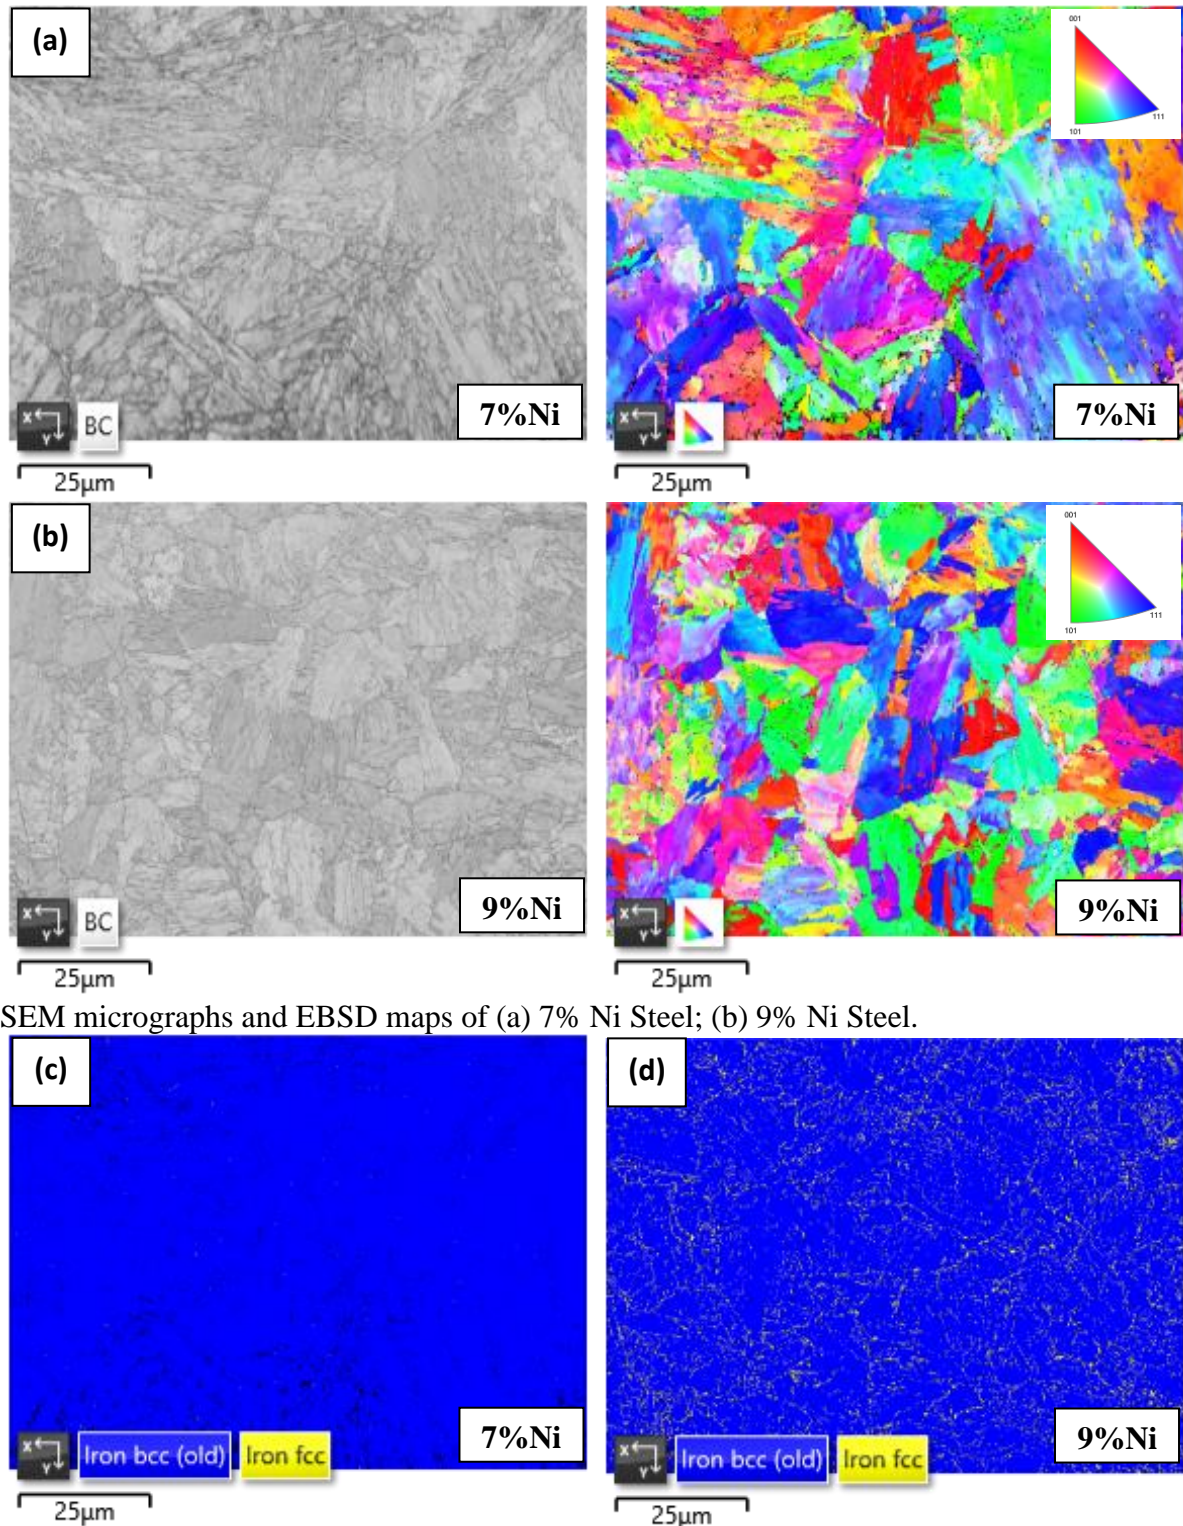 (a)
001
101
111
X
Y
BC
7%Ni
25µm
X
Y
7%Ni
25µm
(b)
001
101
111
X
Y
BC
9%Ni
25µm
X
Y
9%Ni
25µm
SEM micrographs and EBSD maps of (a) 7% Ni Steel; (b) 9% Ni Steel.
(c)
X
Y
Iron bcc (old)
Iron fcc
7%Ni
25µm
(d)
X
Y
Iron bcc (old)
Iron fcc
9%Ni
25µm